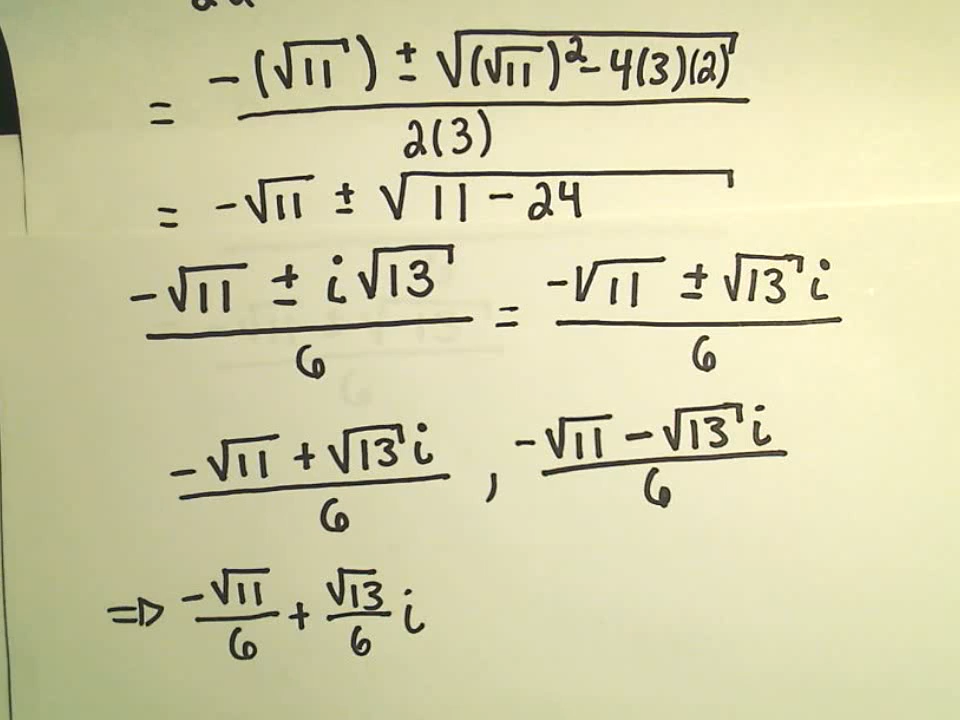 2a
= (-(√11) ± √((√11)² - 4(3)(2))) / 2(3)
= -√11 ± √(11 - 24)
(-√11 ± i√13) / 6 = (-√11 ± √13 i) / 6
(-√11 + √13 i) / 6 , (-√11 - √13 i) / 6
⇒ -√11/6 + √13/6 i